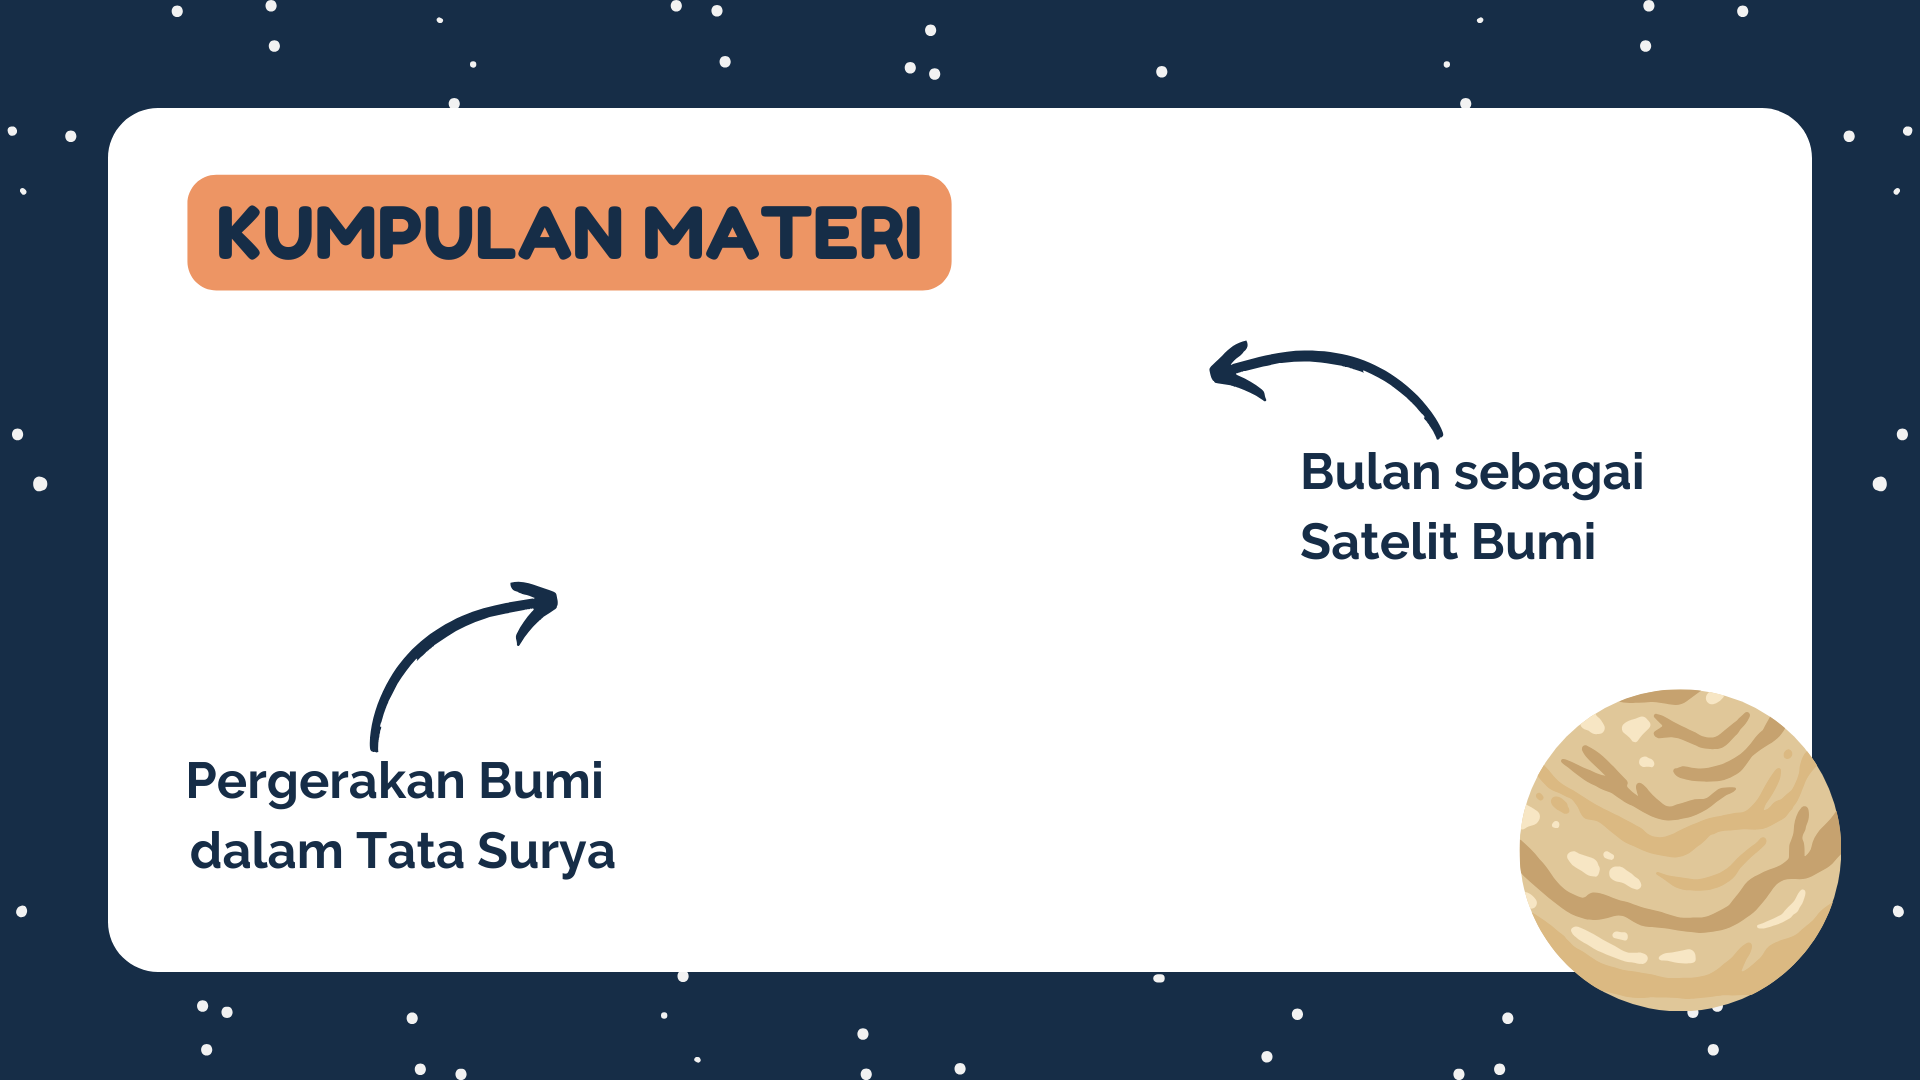 KUMPULAN MATERI
Bulan sebagai
Satelit Bumi
Pergerakan Bumi
dalam Tata Surya